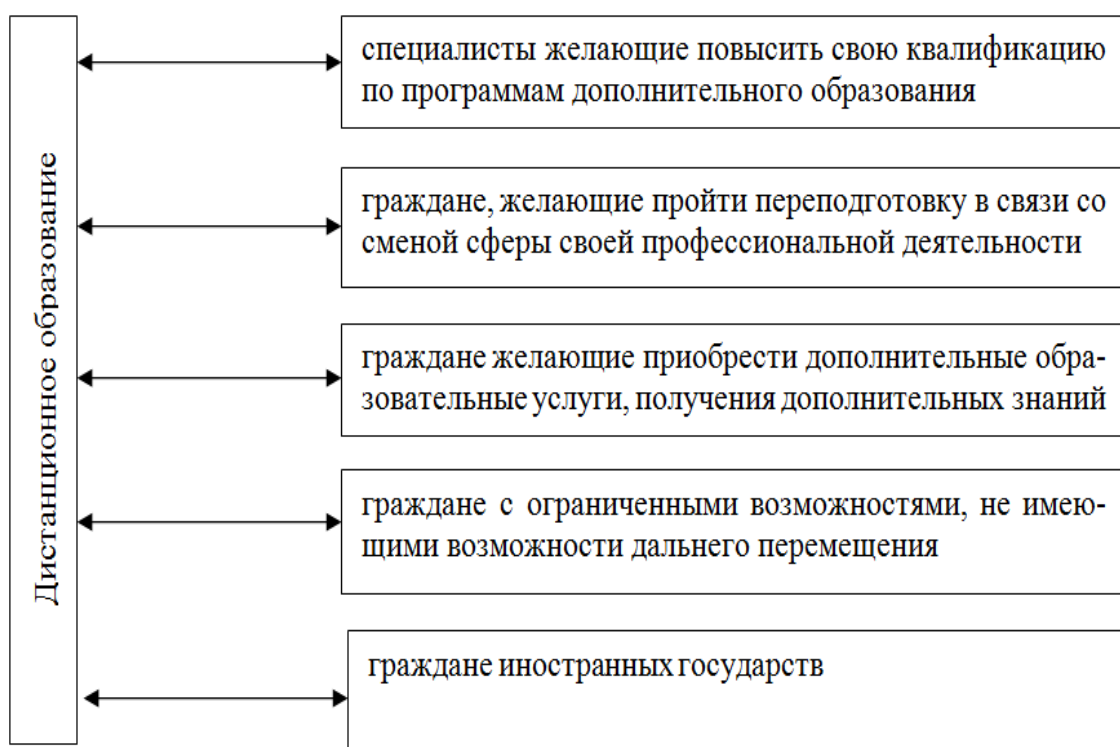 Дистанционное образование
специалисты желающие повысить свою квалификацию
по программам дополнительного образования
граждане, желающие пройти переподготовку в связи со
сменой сферы своей профессиональной деятельности
граждане желающие приобрести дополнительные обра-
зовательные услуги, получения дополнительных знаний
граждане с ограниченными возможностями, не имею-
щими возможности дальнего перемещения
граждане иностранных государств